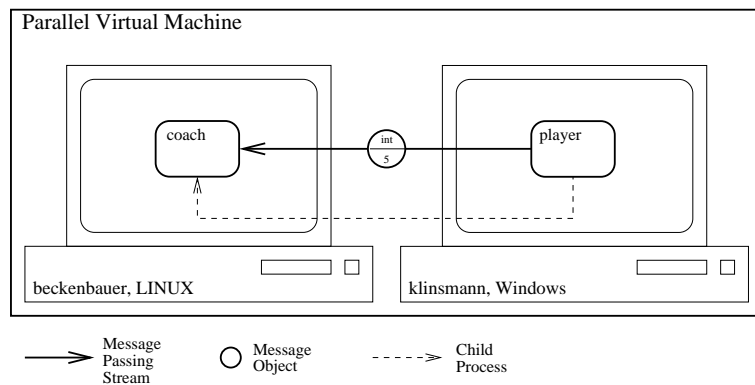 Parallel Virtual Machine
coach
int
5
player
beckenbauer, LINUX
klinsmann, Windows
Message
Passing
Stream
Message
Object
Child
Process